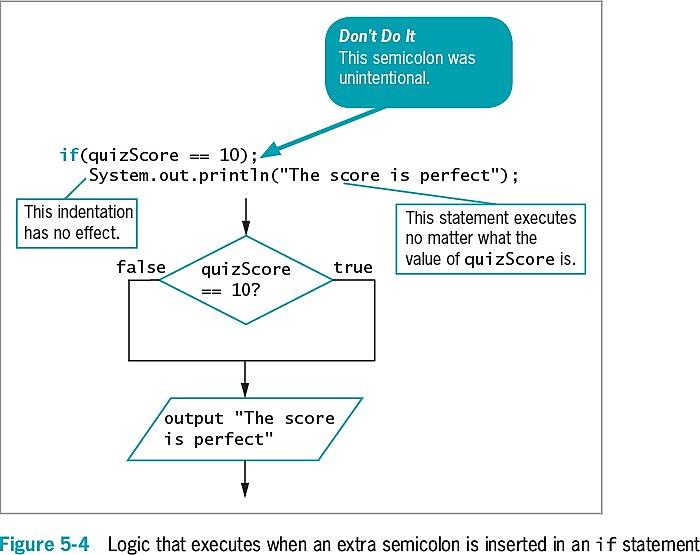 Don't Do It
This semicolon was
unintentional.
if(quizScore == 10);
System.out.println("The score is perfect");
This indentation
has no effect.
This statement executes
no matter what the
value of quizScore is.
false
quizScore
== 10?
true
output "The score
is perfect"
Figure 5-4 Logic that executes when an extra semicolon is inserted in an if statement